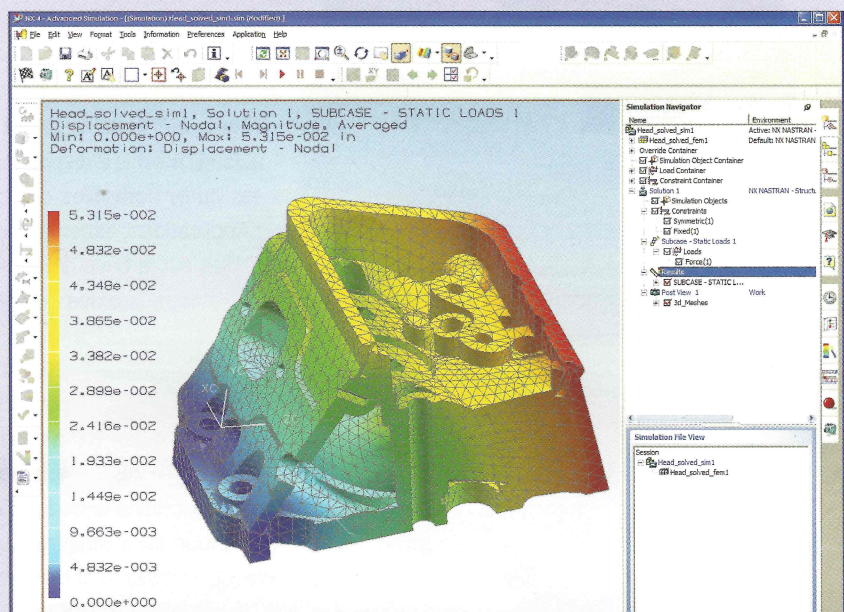 NX 4 - Advanced Simulation - [(Simulation) Head_solved_sim1.sim (Modified) ]
File Edit View Format Tools Information Preferences Application Help
Head_solved_sim1, Solution 1, SUBCASE - STATIC LOADS 1
Displacement - Nodal, Magnitude, Averaged
Min: 0.000e+000, Max: 5.315e-002 in
Deformation: Displacement - Nodal
5.315e-002
4.832e-002
4.348e-002
3.865e-002
3.382e-002
2.899e-002
2.416e-002
1.933e-002
1.449e-002
9.663e-003
4.832e-003
0.000e+000
XC
Simulation Navigator
Name Environment
Head_solved_sim1 Active: NX NASTRAN
Head_solved_fem1 Default: NX NASTRAN
Override Container
Simulation Object Container
Load Container
Constraint Container
Solution 1 NX NASTRAN - Struct
Simulation Objects
Constraints
Symmetric(1)
Fixed(1)
Subcase - Static Loads 1
Loads
Force(1)
Results
SUBCASE - STATIC L...
Post View 1 Work
3d_Meshes
Simulation File View
Session
Head_solved_sim1
Head_solved_fem1